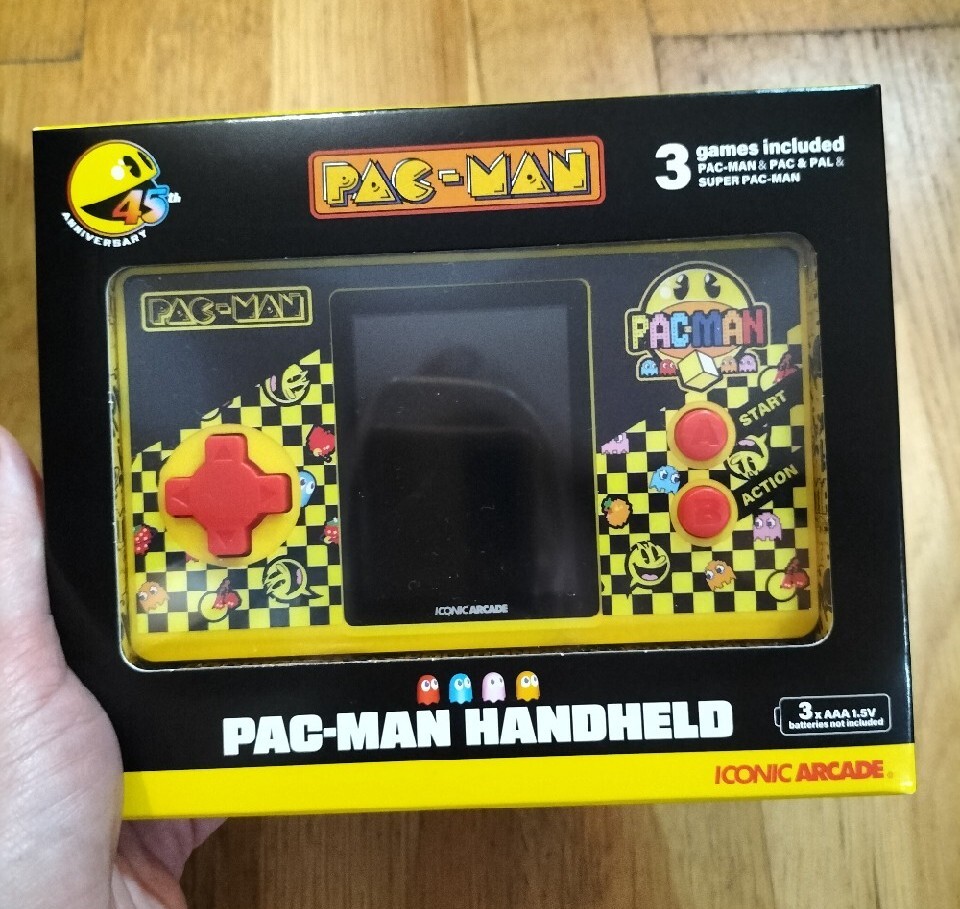 45th
ANNIVERSARY
PAC-MAN
3 games included
PAC-MAN & PAC & PAL &
SUPER PAC-MAN
PAC-MAN
PAC-MAN
A
START
B
ACTION
ICONIC ARCADE
PAC-MAN HANDHELD
3 x AAA 1.5V
batteries not included
ICONIC ARCADE®